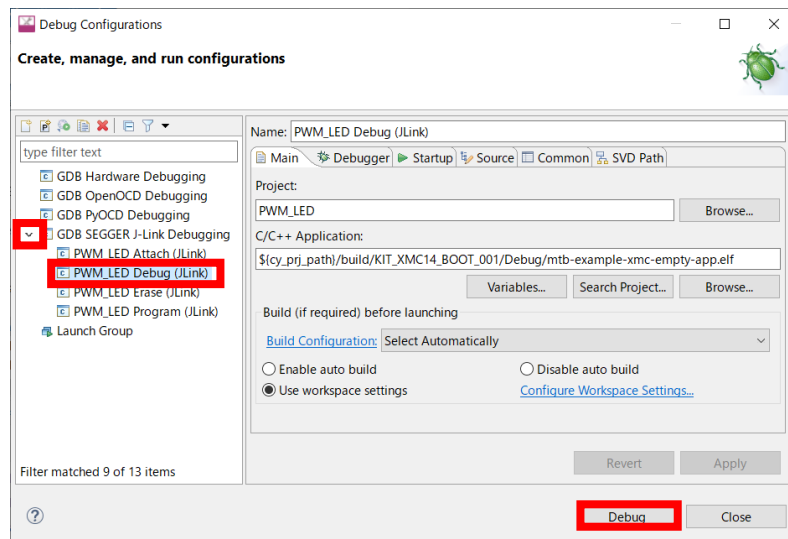 Debug Configurations
Create, manage, and run configurations
type filter text
GDB Hardware Debugging
GDB OpenOCD Debugging
GDB PyOCD Debugging
GDB SEGGER J-Link Debugging
PWM_LED Attach (JLink)
PWM_LED Debug (JLink)
PWM_LED Erase (JLink)
PWM_LED Program (JLink)
Launch Group
Filter matched 9 of 13 items
Name: PWM_LED Debug (JLink)
Main Debugger Startup Source Common SVD Path
Project:
PWM_LED Browse...
C/C++ Application:
${cy_prj_path}/build/KIT_XMC14_BOOT_001/Debug/mtb-example-xmc-empty-app.elf
Variables... Search Project... Browse...
Build (if required) before launching
Build Configuration: Select Automatically
Enable auto build Disable auto build
Use workspace settings Configure Workspace Settings...
Revert Apply
Debug Close